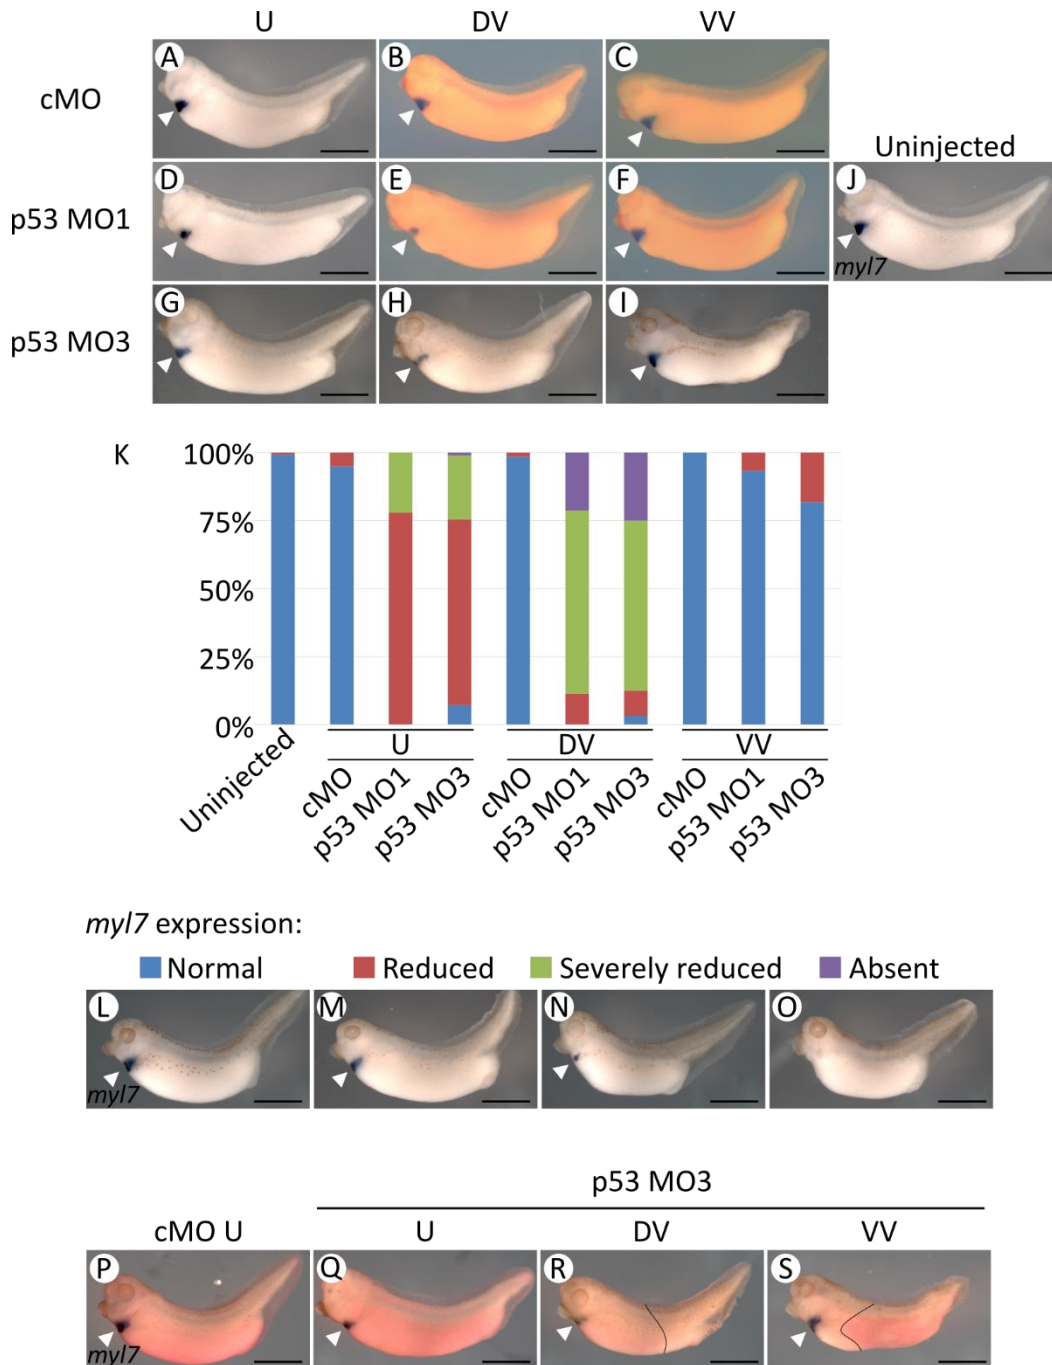 U DV VV
A B C
cMO
Uninjected
D E F J
p53 MO1
myl7
G H I
p53 MO3
K
100%
75%
50%
25%
0%
Uninjected
U DV VV
cMO p53 MO1 p53 MO3 cMO p53 MO1 p53 MO3 cMO p53 MO1 p53 MO3
myl7 expression:
Normal Reduced Severely reduced Absent
L M N O
myl7
p53 MO3
cMO U U DV VV
P Q R S
myl7